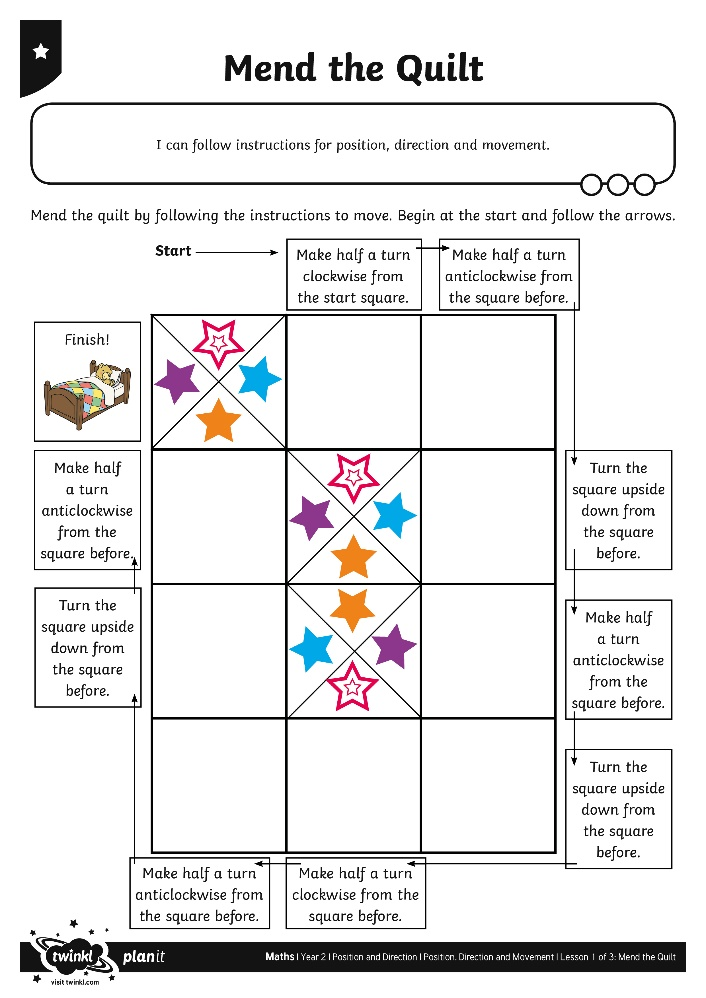 Mend the Quilt
I can follow instructions for position, direction and movement.
Mend the quilt by following the instructions to move. Begin at the start and follow the arrows.
Start
Make half a turn
clockwise from
the start square.
Make half a turn
anticlockwise from
the square before.
Finish!
Turn the
square upside
down from
the square
before.
Make half
a turn
anticlockwise
from the
square before.
Make half
a turn
anticlockwise
from the
square before.
Turn the
square upside
down from
the square
before.
Turn the
square upside
down from
the square
before.
Make half a turn
anticlockwise from
the square before.
Make half a turn
clockwise from the
square before.
twinkl
planit
visit twinkl.com
Maths | Year 2 | Position and Direction | Position, Direction and Movement | Lesson 1 of 3: Mend the Quilt